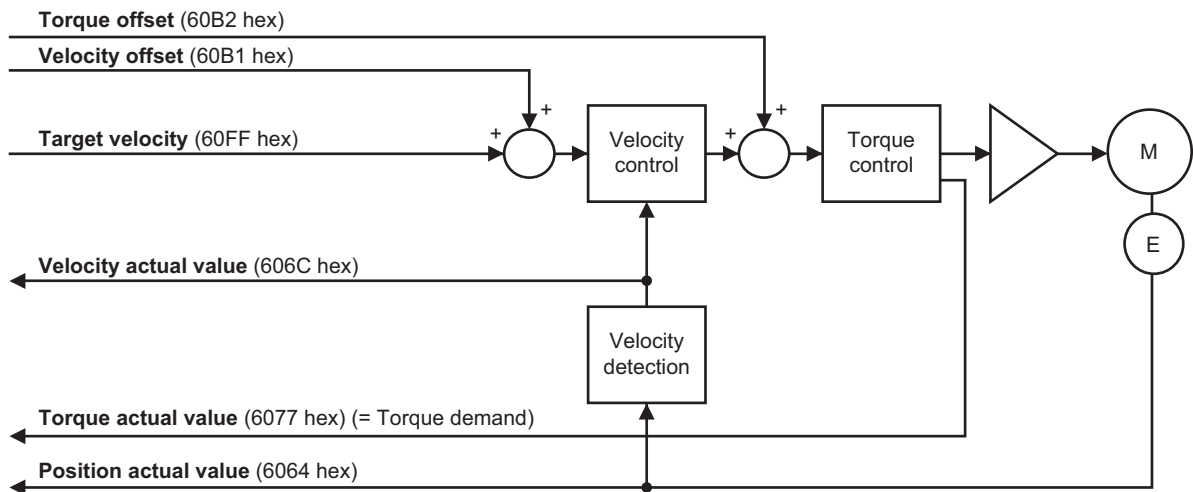 Torque offset (60B2 hex)
Velocity offset (60B1 hex)
+
+
Target velocity (60FF hex)
+
+
Velocity
control
Torque
control
M
E
Velocity actual value (606C hex)
Velocity
detection
Torque actual value (6077 hex) (= Torque demand)
Position actual value (6064 hex)